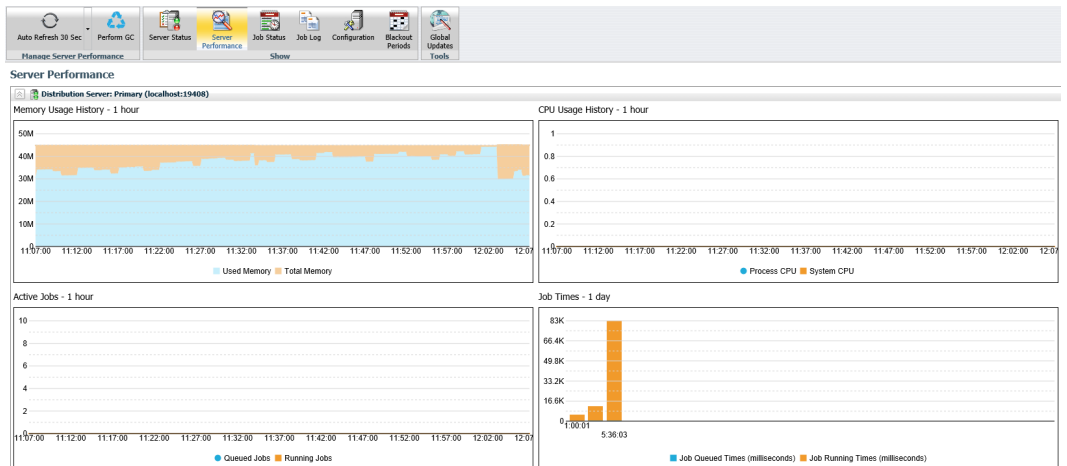 Auto Refresh 30 Sec
Perform GC
Server Status
Server Performance
Job Status
Job Log
Configuration
Blackout Periods
Global Updates
Manage Server Performance
Show
Tools
Server Performance
Distribution Server: Primary (localhost:19408)
Memory Usage History - 1 hour
50M
40M
30M
20M
10M
0
11:07:00 11:12:00 11:17:00 11:22:00 11:27:00 11:32:00 11:37:00 11:42:00 11:47:00 11:52:00 11:57:00 12:02:00 12:07
Used Memory Total Memory
CPU Usage History - 1 hour
1
0.8
0.6
0.4
0.2
0
11:07:00 11:12:00 11:17:00 11:22:00 11:27:00 11:32:00 11:37:00 11:42:00 11:47:00 11:52:00 11:57:00 12:02:00 12:07
Process CPU System CPU
Active Jobs - 1 hour
10
8
6
4
2
0
11:07:00 11:12:00 11:17:00 11:22:00 11:27:00 11:32:00 11:37:00 11:42:00 11:47:00 11:52:00 11:57:00 12:02:00 12:07
Queued Jobs Running Jobs
Job Times - 1 day
83K
66.4K
49.8K
33.2K
16.6K
0
1:00:01
5:36:03
Job Queued Times (milliseconds) Job Running Times (milliseconds)